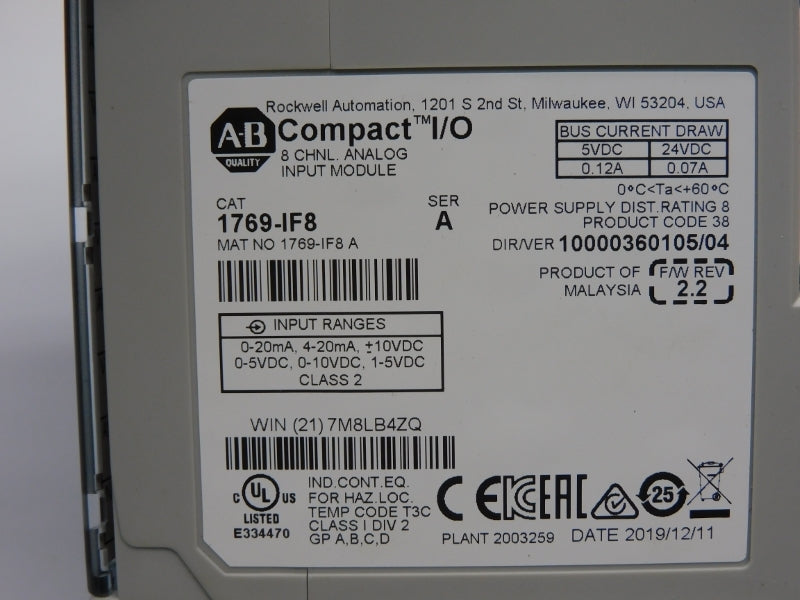 Rockwell Automation, 1201 S 2nd St, Milwaukee, WI 53204, USA
A-B
QUALITY
Compact™I/O
8 CHNL. ANALOG
INPUT MODULE
BUS CURRENT DRAW
5VDC 24VDC
0.12A 0.07A
0°C<Ta<+60°C
POWER SUPPLY DIST.RATING 8
PRODUCT CODE 38
CAT
1769-IF8
SER
A
MAT NO 1769-IF8 A
DIR/VER 10000360105/04
PRODUCT OF
MALAYSIA
F/W REV
2.2
INPUT RANGES
0-20mA, 4-20mA, ±10VDC
0-5VDC, 0-10VDC, 1-5VDC
CLASS 2
WIN (21) 7M8LB4ZQ
C UL US
LISTED
E334470
IND.CONT.EQ.
FOR HAZ.LOC.
TEMP CODE T3C
CLASS I DIV 2
GP A,B,C,D
CE KC EAC 25
PLANT 2003259 DATE 2019/12/11